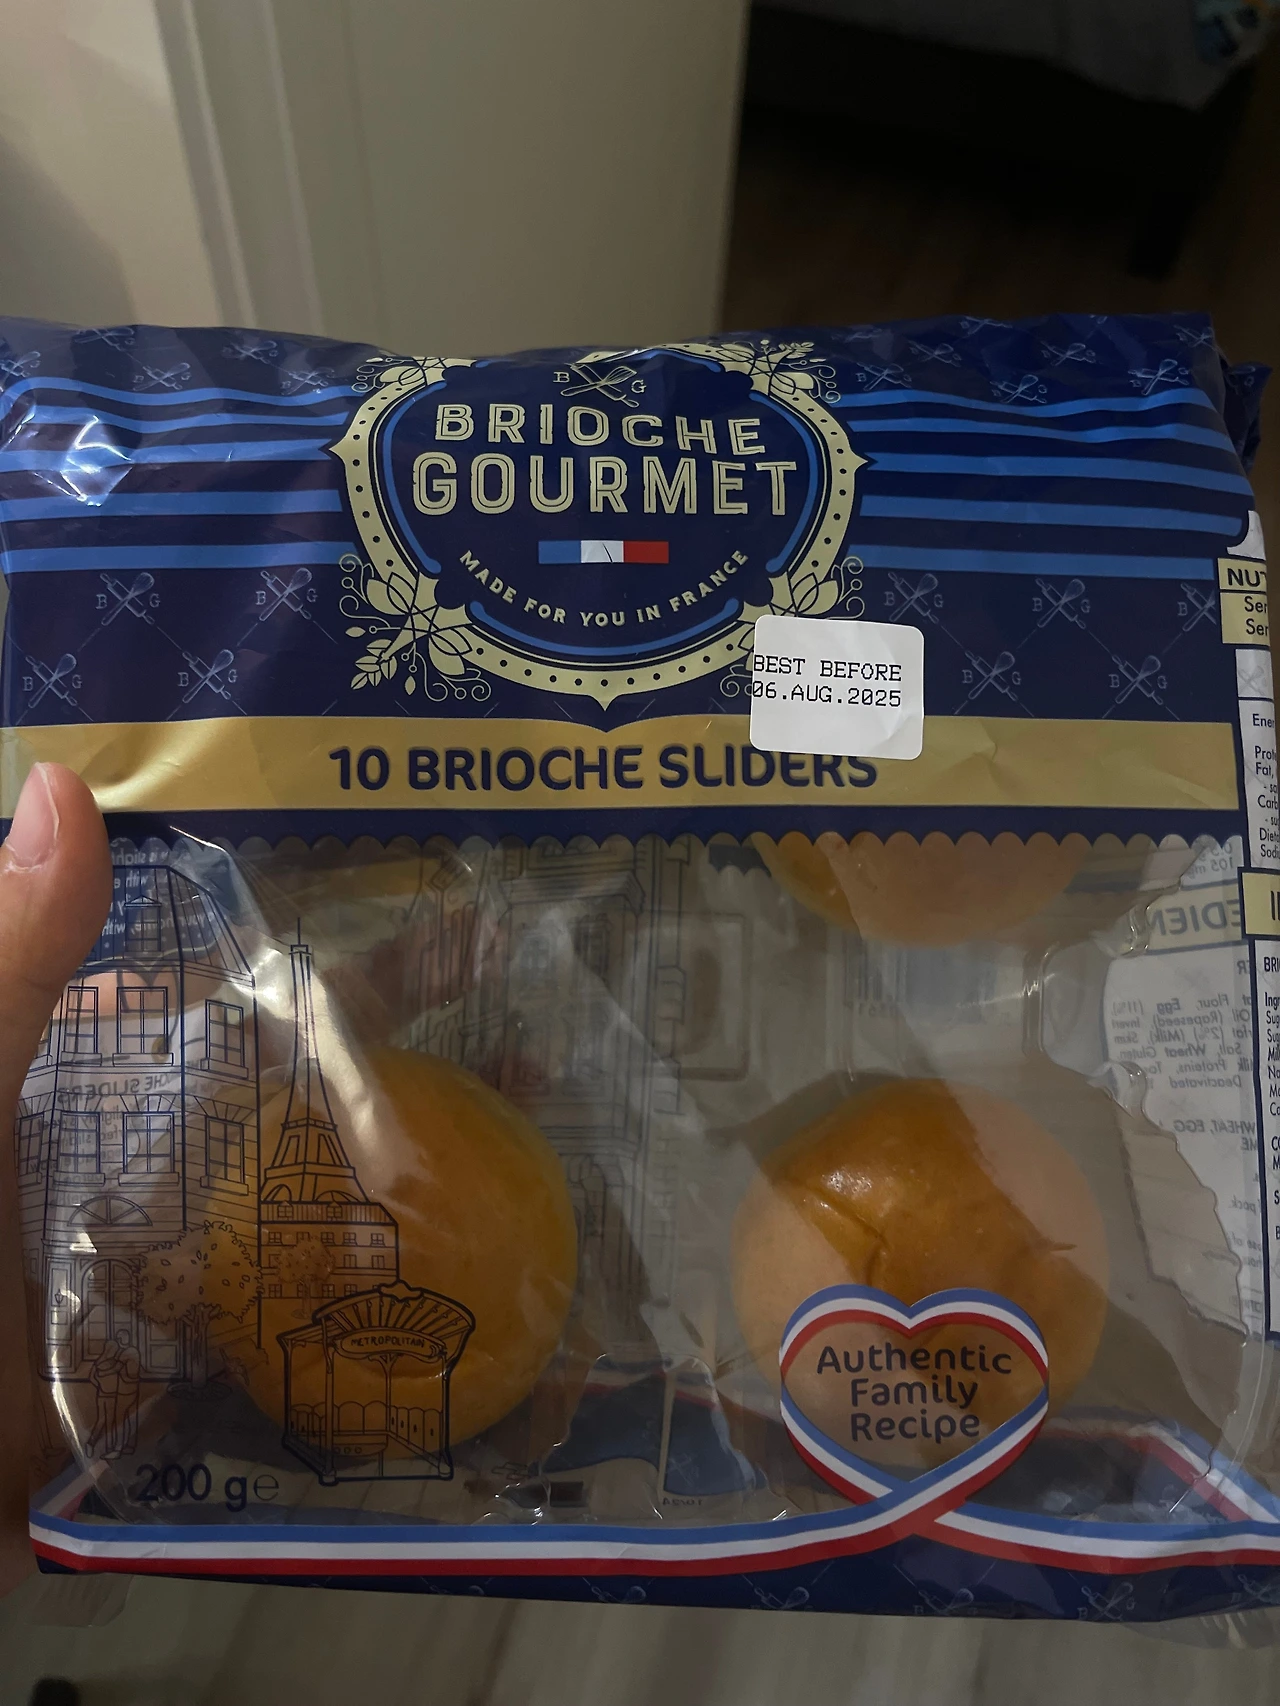 B G
BRIOCHE
GOURMET
MADE FOR YOU IN FRANCE
BEST BEFORE
06.AUG.2025
10 BRIOCHE SLIDERS
METROPOLITAIN
Authentic
Family
Recipe
200 g e